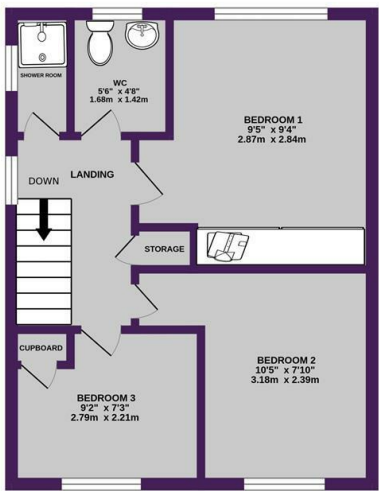 SHOWER ROOM
WC
5'6" x 4'8"
1.68m x 1.42m
BEDROOM 1
9'5" x 9'4"
2.87m x 2.84m
LANDING
DOWN
STORAGE
CUPBOARD
BEDROOM 2
10'5" x 7'10"
3.18m x 2.39m
BEDROOM 3
9'2" x 7'3"
2.79m x 2.21m